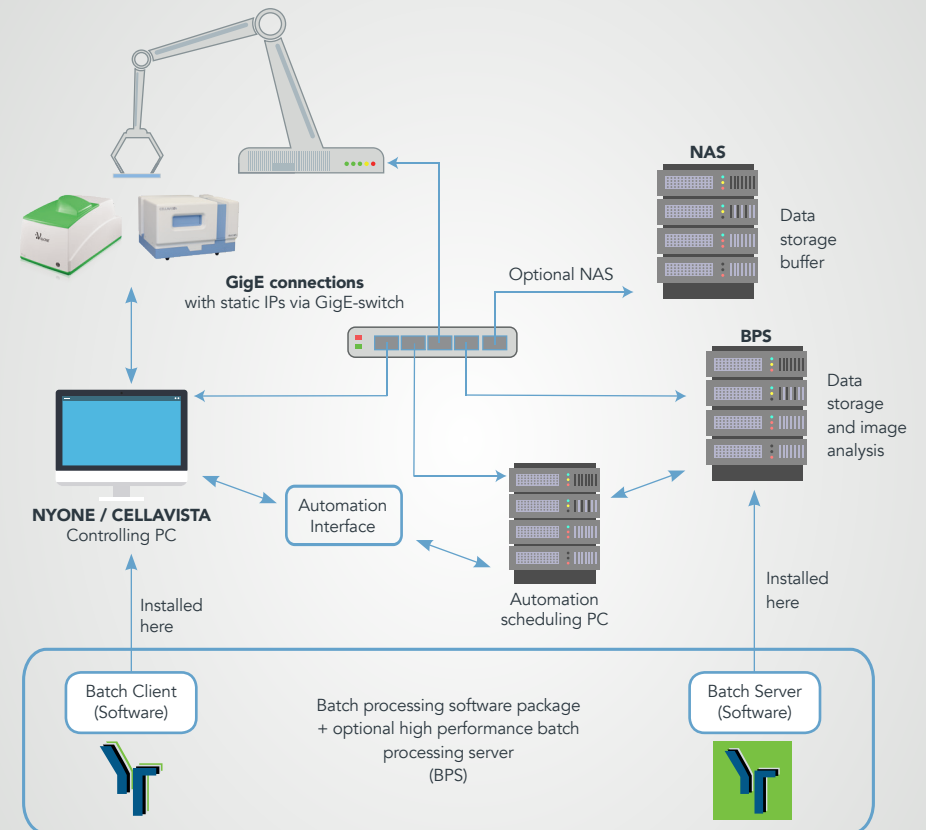 NAS
Data
storage
buffer
Optional NAS
GigE connections
with static IPs via GigE-switch
BPS
Data
storage
and image
analysis
NYONE / CELLAVISTA
Controlling PC
Automation
Interface
Automation
scheduling PC
Installed
here
Installed
here
Batch Client
(Software)
Batch processing software package
+ optional high performance batch
processing server
(BPS)
Batch Server
(Software)